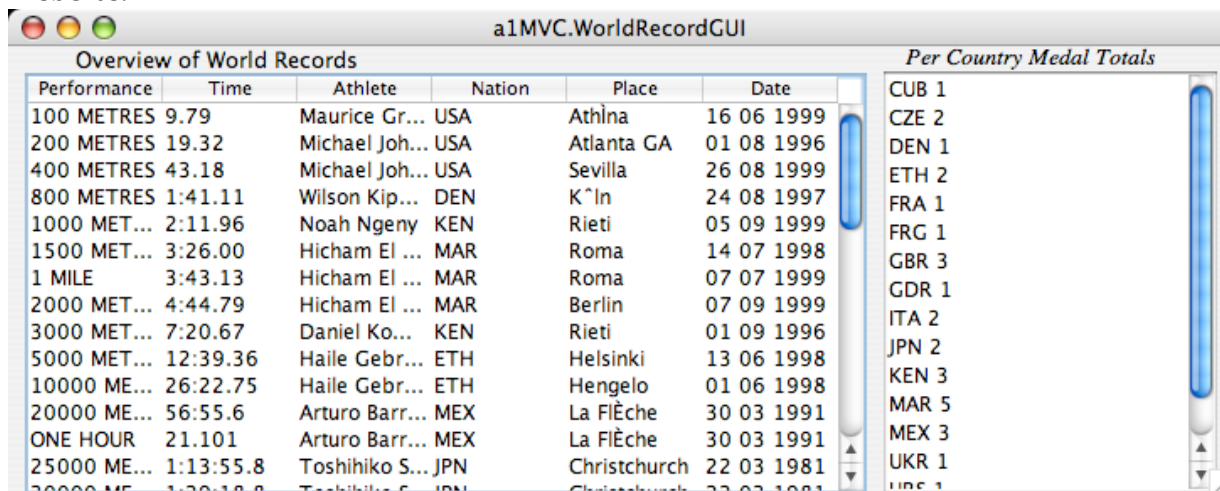 a1MVC.WorldRecordGUI
Overview of World Records
Performance Time Athlete Nation Place Date
100 METRES 9.79 Maurice Gr... USA AthÌna 16 06 1999
200 METRES 19.32 Michael Joh... USA Atlanta GA 01 08 1996
400 METRES 43.18 Michael Joh... USA Sevilla 26 08 1999
800 METRES 1:41.11 Wilson Kip... DEN Kˆln 24 08 1997
1000 MET... 2:11.96 Noah Ngeny KEN Rieti 05 09 1999
1500 MET... 3:26.00 Hicham El ... MAR Roma 14 07 1998
1 MILE 3:43.13 Hicham El ... MAR Roma 07 07 1999
2000 MET... 4:44.79 Hicham El ... MAR Berlin 07 09 1999
3000 MET... 7:20.67 Daniel Ko... KEN Rieti 01 09 1996
5000 MET... 12:39.36 Haile Gebr... ETH Helsinki 13 06 1998
10000 ME... 26:22.75 Haile Gebr... ETH Hengelo 01 06 1998
20000 ME... 56:55.6 Arturo Barr... MEX La FlÈche 30 03 1991
ONE HOUR 21.101 Arturo Barr... MEX La FlÈche 30 03 1991
25000 ME... 1:13:55.8 Toshihiko S... JPN Christchurch 22 03 1981
Per Country Medal Totals
CUB 1
CZE 2
DEN 1
ETH 2
FRA 1
FRG 1
GBR 3
GDR 1
ITA 2
JPN 2
KEN 3
MAR 5
MEX 3
UKR 1